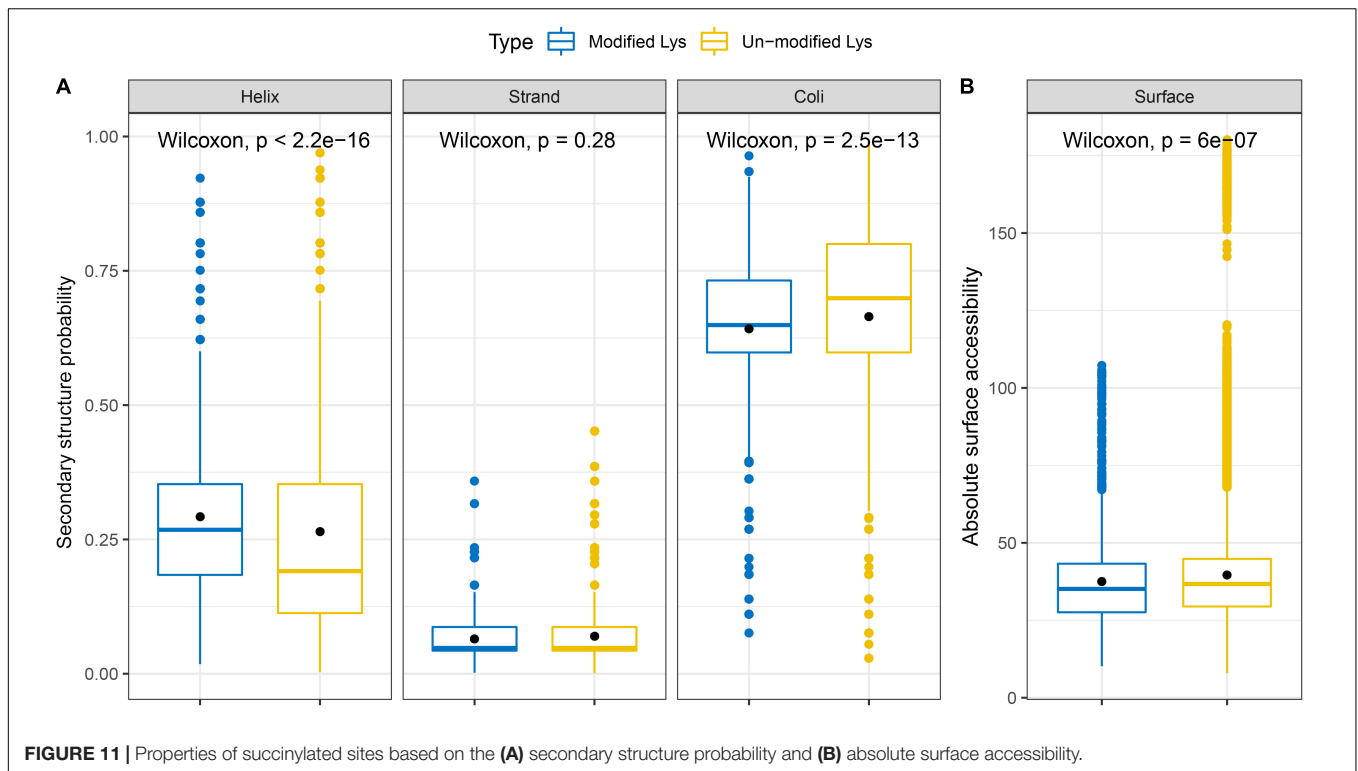 Type Modified Lys Un-modified Lys
A
Helix Strand Coli
Wilcoxon, p < 2.2e−16 Wilcoxon, p = 0.28 Wilcoxon, p = 2.5e−13
Secondary structure probability
1.00
0.75
0.50
0.25
0.00
B
Surface
Wilcoxon, p = 6e−07
Absolute surface accessibility
150
100
50
0
FIGURE 11 | Properties of succinylated sites based on the (A) secondary structure probability and (B) absolute surface accessibility.